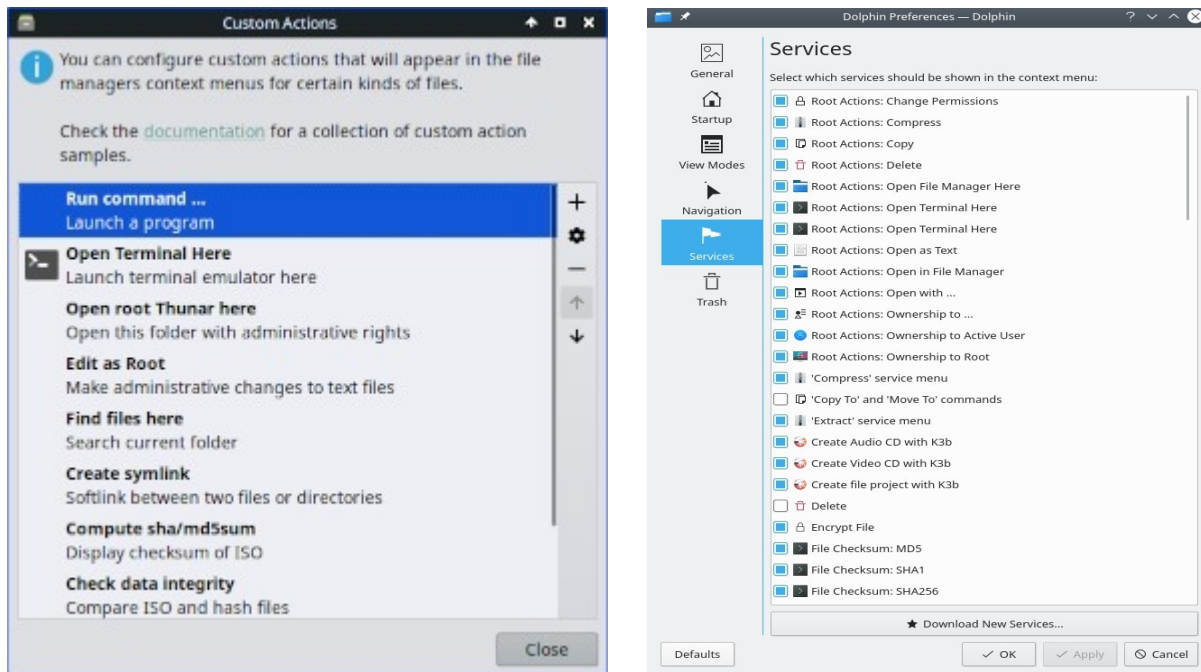 Custom Actions
You can configure custom actions that will appear in the file
managers context menus for certain kinds of files.
Check the documentation for a collection of custom action
samples.
Run command ...
Launch a program
Open Terminal Here
Launch terminal emulator here
Open root Thunar here
Open this folder with administrative rights
Edit as Root
Make administrative changes to text files
Find files here
Search current folder
Create symlink
Softlink between two files or directories
Compute sha/md5sum
Display checksum of ISO
Check data integrity
Compare ISO and hash files
Close
Dolphin Preferences — Dolphin
General
Startup
View Modes
Navigation
Services
Trash
Services
Select which services should be shown in the context menu:
Root Actions: Change Permissions
Root Actions: Compress
Root Actions: Copy
Root Actions: Delete
Root Actions: Open File Manager Here
Root Actions: Open Terminal Here
Root Actions: Open Terminal Here
Root Actions: Open as Text
Root Actions: Open in File Manager
Root Actions: Open with ...
Root Actions: Ownership to ...
Root Actions: Ownership to Active User
Root Actions: Ownership to Root
'Compress' service menu
'Copy To' and 'Move To' commands
'Extract' service menu
Create Audio CD with K3b
Create Video CD with K3b
Create file project with K3b
Delete
Encrypt File
File Checksum: MD5
File Checksum: SHA1
File Checksum: SHA256
Download New Services...
Defaults
OK
Apply
Cancel